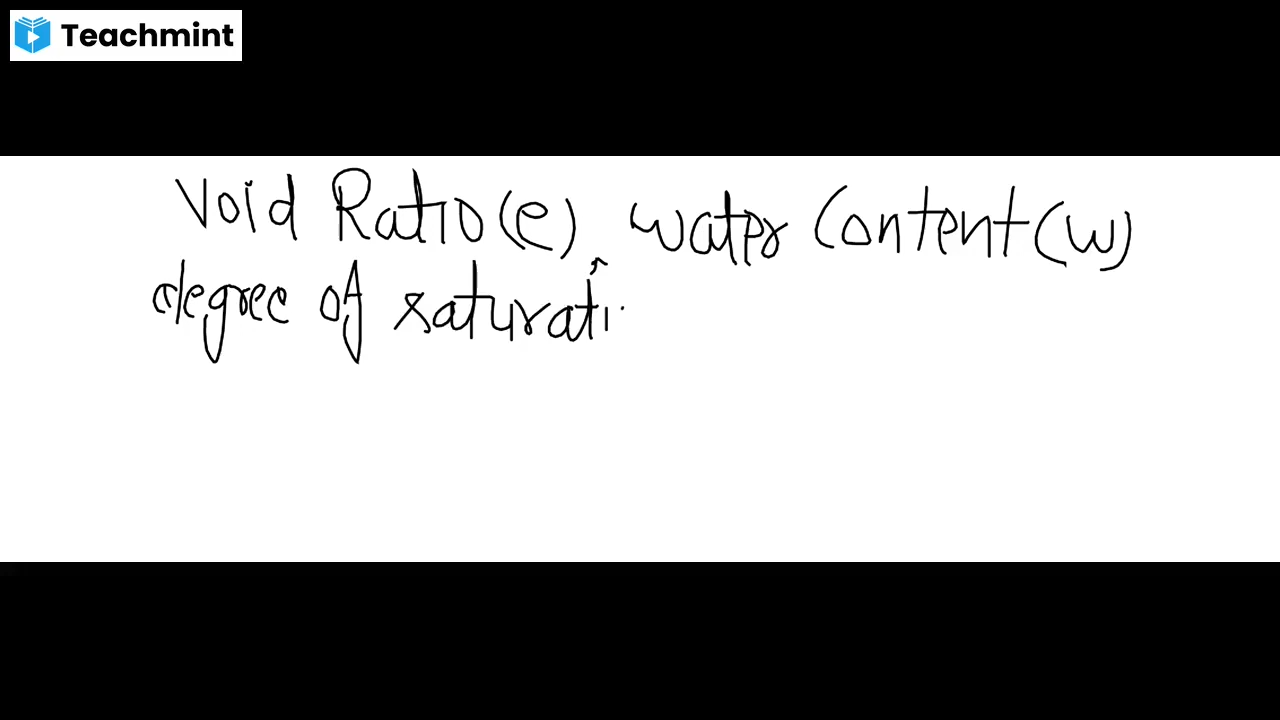 Teachmint
Void Ratio(e) water Content(w)
degree of saturati